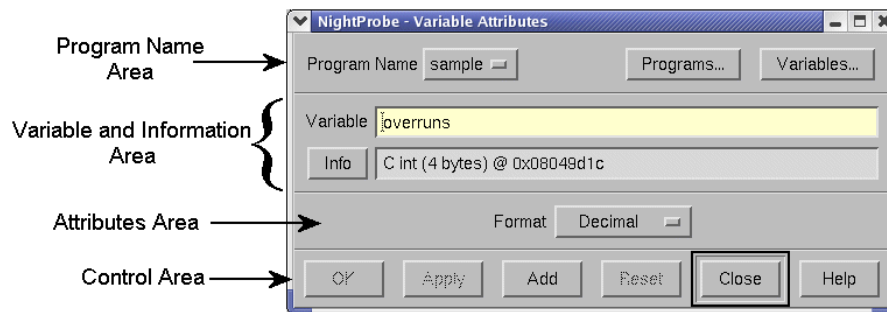 NightProbe - Variable Attributes
Program Name
Area
Program Name sample Programs... Variables...
Variable and Information
Area
Variable overruns
Info C int (4 bytes) @ 0x08049d1c
Attributes Area
Format Decimal
Control Area
OK Apply Add Reset Close Help